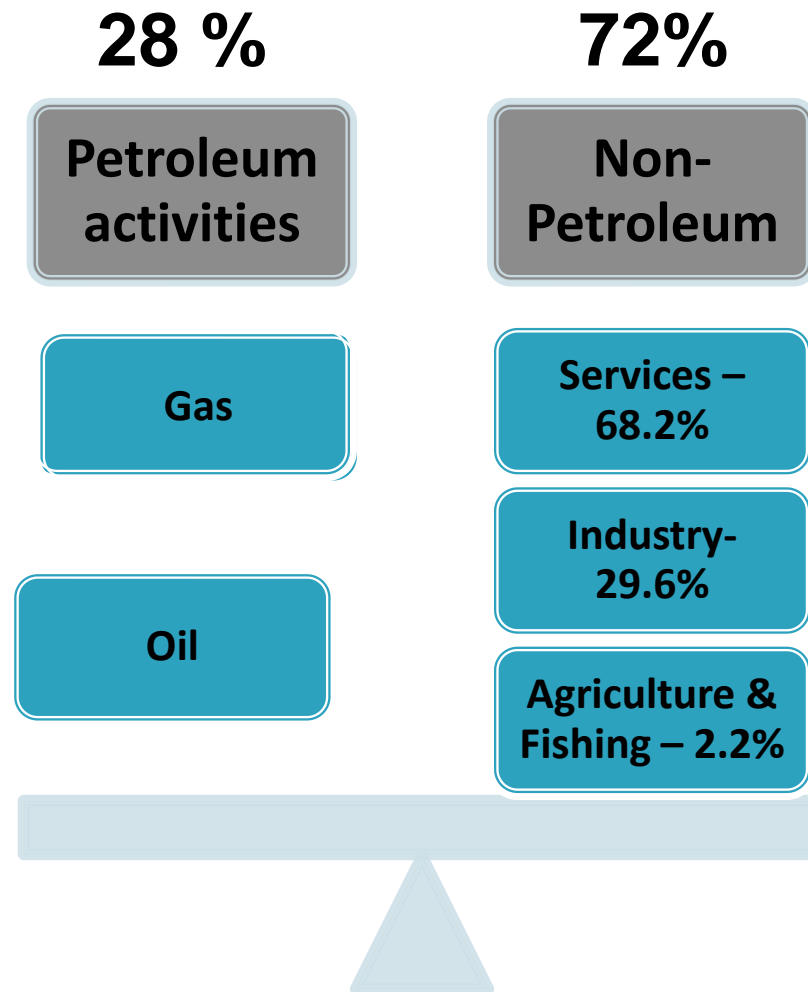 28 %
72%
Petroleum
activities
Non-
Petroleum
Gas
Services –
68.2%
Industry-
29.6%
Oil
Agriculture &
Fishing – 2.2%